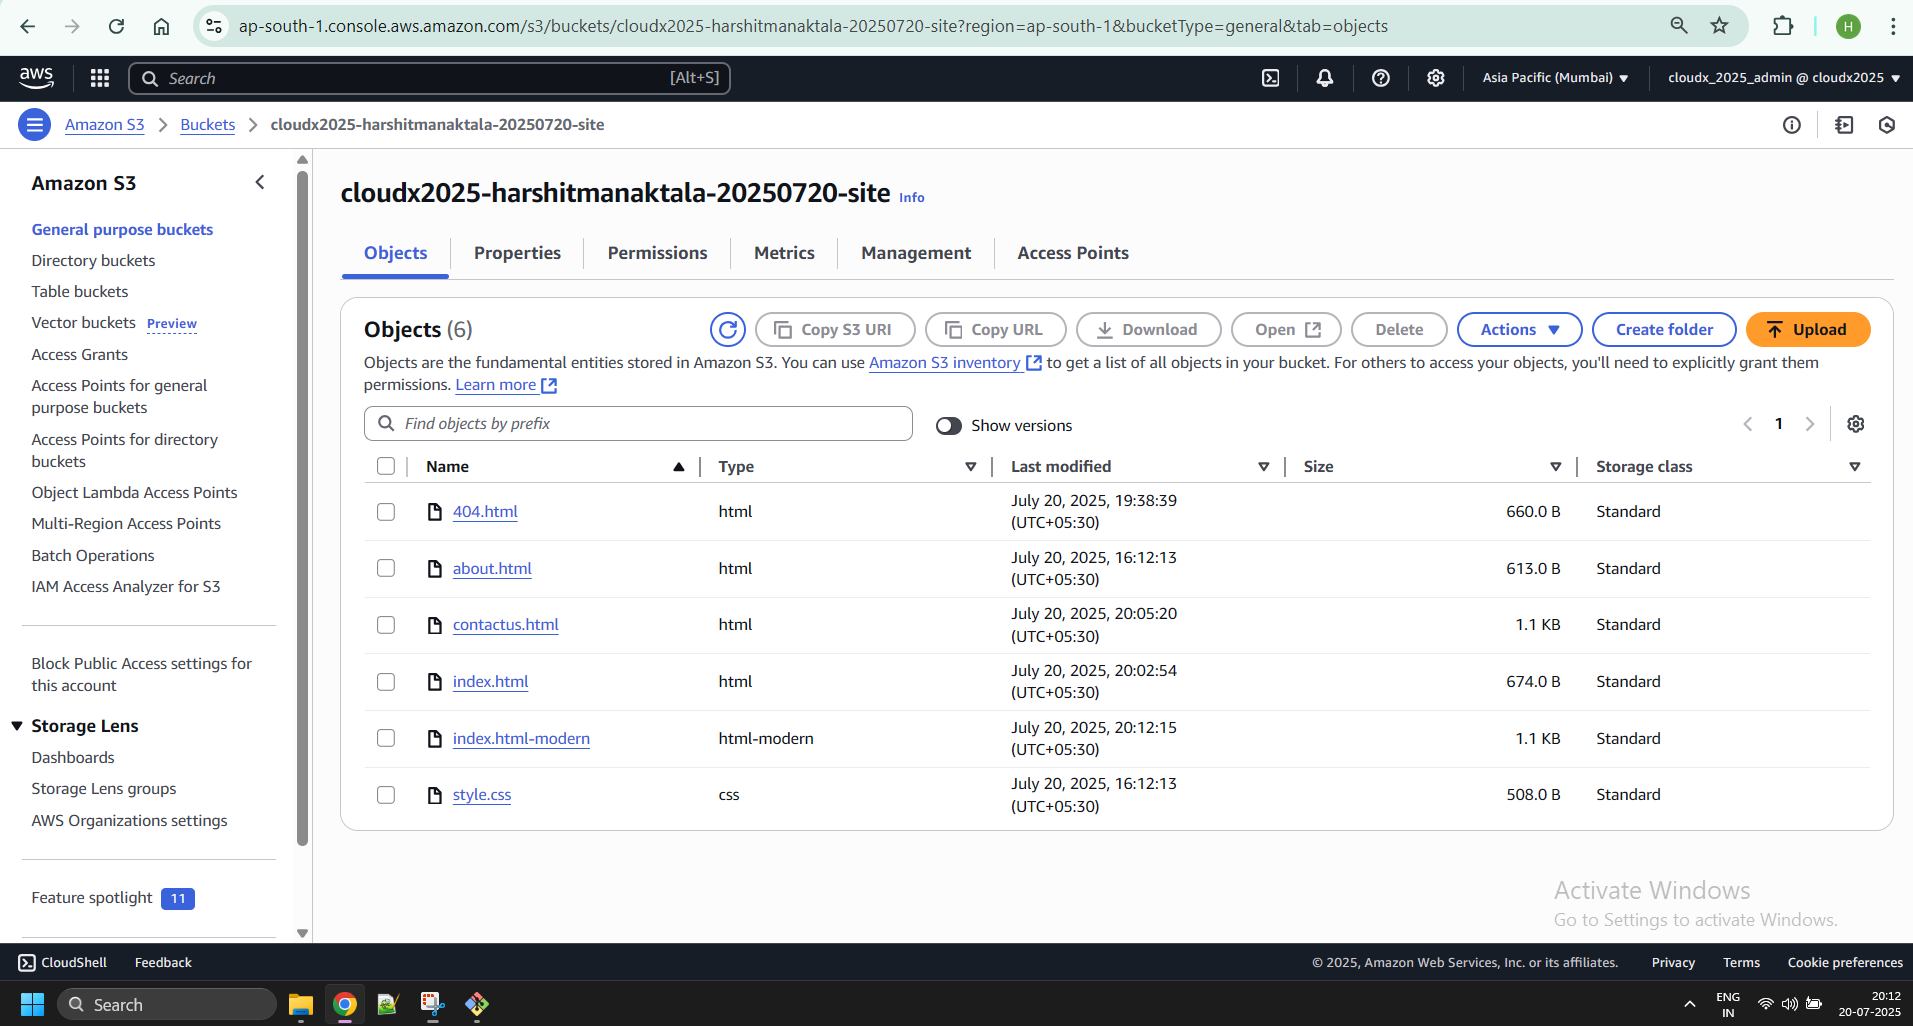 ap-south-1.console.aws.amazon.com/s3/buckets/cloudx2025-harshitmanaktala-20250720-site?region=ap-south-1&bucketType=general&tab=objects
H
aws
Search
[Alt+S]
Asia Pacific (Mumbai)
cloudx_2025_admin @ cloudx2025
Amazon S3
Buckets
cloudx2025-harshitmanaktala-20250720-site
Amazon S3
General purpose buckets
Directory buckets
Table buckets
Vector buckets Preview
Access Grants
Access Points for general
purpose buckets
Access Points for directory
buckets
Object Lambda Access Points
Multi-Region Access Points
Batch Operations
IAM Access Analyzer for S3
Block Public Access settings for
this account
Storage Lens
Dashboards
Storage Lens groups
AWS Organizations settings
Feature spotlight 11
cloudx2025-harshitmanaktala-20250720-site Info
Objects Properties Permissions Metrics Management Access Points
Objects (6)
Copy S3 URI Copy URL Download Open Delete Actions Create folder Upload
Objects are the fundamental entities stored in Amazon S3. You can use Amazon S3 inventory to get a list of all objects in your bucket. For others to access your objects, you'll need to explicitly grant them
permissions. Learn more
Find objects by prefix
Show versions
1
Name Type Last modified Size Storage class
404.html html July 20, 2025, 19:38:39 (UTC+05:30) 660.0 B Standard
about.html html July 20, 2025, 16:12:13 (UTC+05:30) 613.0 B Standard
contactus.html html July 20, 2025, 20:05:20 (UTC+05:30) 1.1 KB Standard
index.html html July 20, 2025, 20:02:54 (UTC+05:30) 674.0 B Standard
index.html-modern html-modern July 20, 2025, 20:12:15 (UTC+05:30) 1.1 KB Standard
style.css css July 20, 2025, 16:12:13 (UTC+05:30) 508.0 B Standard
Activate Windows
Go to Settings to activate Windows.
CloudShell Feedback
© 2025, Amazon Web Services, Inc. or its affiliates. Privacy Terms Cookie preferences
Search
ENG
IN
20:12
20-07-2025